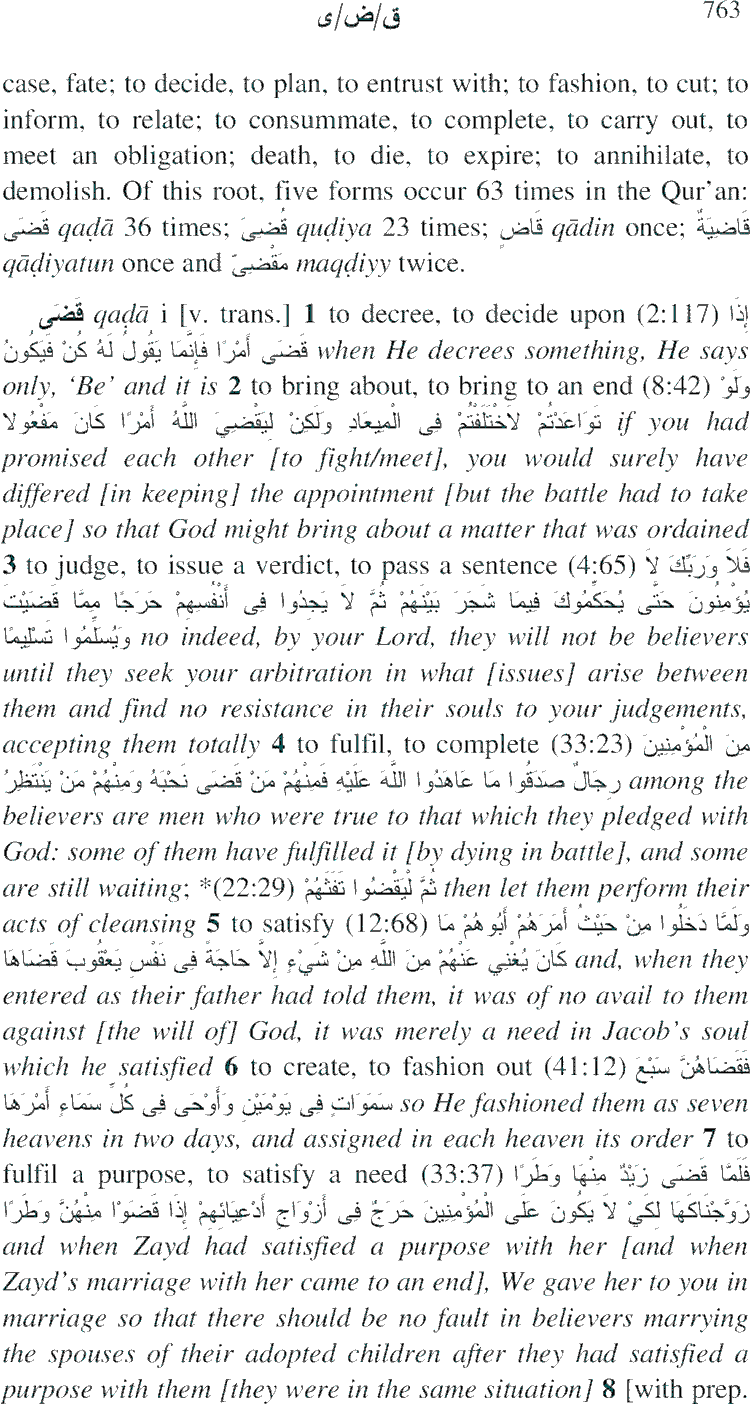 ق/ض/ى 763
case, fate; to decide, to plan, to entrust with; to fashion, to cut; to
inform, to relate; to consummate, to complete, to carry out, to
meet an obligation; death, to die, to expire; to annihilate, to
demolish. Of this root, five forms occur 63 times in the Qur’an:
قَضَى qaḍā 36 times; قُضِىَ quḍiya 23 times; قَاضٍ qāḍin once; قَاضِيَةٌ
qāḍiyatun once and مَقْضِىّ maqḍiyy twice.
قَضَى qaḍā i [v. trans.] 1 to decree, to decide upon (2:117) إِذَا
قَضَى أَمْرًا فَإِنَّمَا يَقُولُ لَهُ كُنْ فَيَكُونُ when He decrees something, He says
only, ‘Be’ and it is 2 to bring about, to bring to an end (8:42) وَلَوْ
تَوَاعَدْتُمْ لَاخْتَلَفْتُمْ فِى الْمِيعَادِ وَلَكِنْ لِيَقْضِيَ اللَّهُ أَمْرًا كَانَ مَفْعُولا if you had
promised each other [to fight/meet], you would surely have
differed [in keeping] the appointment [but the battle had to take
place] so that God might bring about a matter that was ordained
3 to judge, to issue a verdict, to pass a sentence (4:65) فَلاَ وَرَبِّكَ لاَ
يُؤْمِنُونَ حَتَّى يُحَكِّمُوكَ فِيمَا شَجَرَ بَيْنَهُمْ ثُمَّ لاَ يَجِدُوا فِى أَنْفُسِهِمْ حَرَجًا مِمَّا قَضَيْتَ
وَيُسَلِّمُوا تَسْلِيمًا no indeed, by your Lord, they will not be believers
until they seek your arbitration in what [issues] arise between
them and find no resistance in their souls to your judgements,
accepting them totally 4 to fulfil, to complete (33:23) مِنَ الْمُؤْمِنِينَ
رِجَالٌ صَدَقُوا مَا عَاهَدُوا اللَّهَ عَلَيْهِ فَمِنْهُمْ مَنْ قَضَى نَحْبَهُ وَمِنْهُمْ مَنْ يَنْتَظِرُ among the
believers are men who were true to that which they pledged with
God: some of them have fulfilled it [by dying in battle], and some
are still waiting; *(22:29) ثُمَّ لْيَقْضُوا تَفَثَهُمْ then let them perform their
acts of cleansing 5 to satisfy (12:68) وَلَمَّا دَخَلُوا مِنْ حَيْثُ أَمَرَهُمْ أَبُوهُمْ مَا
كَانَ يُغْنِي عَنْهُمْ مِنَ اللَّهِ مِنْ شَيْءٍ إِلاَّ حَاجَةً فِى نَفْسِ يَعْقُوبَ قَضَاهَا and, when they
entered as their father had told them, it was of no avail to them
against [the will of] God, it was merely a need in Jacob’s soul
which he satisfied 6 to create, to fashion out (41:12) فَقَضَاهُنَّ سَبْعَ
سَمَوَاتٍ فِى يَوْمَيْنِ وَأَوْحَى فِى كُلِّ سَمَاءٍ أَمْرَهَا so He fashioned them as seven
heavens in two days, and assigned in each heaven its order 7 to
fulfil a purpose, to satisfy a need (33:37) فَلَمَّا قَضَى زَيْدٌ مِنْهَا وَطَرًا
زَوَّجْنَاكَهَا لِكَيْ لاَ يَكُونَ عَلَى الْمُؤْمِنِينَ حَرَجٌ فِى أَزْوَاجِ أَدْعِيَائِهِمْ إِذَا قَضَوْا مِنْهُنَّ وَطَرًا
and when Zayd had satisfied a purpose with her [and when
Zayd’s marriage with her came to an end], We gave her to you in
marriage so that there should be no fault in believers marrying
the spouses of their adopted children after they had satisfied a
purpose with them [they were in the same situation] 8 [with prep.